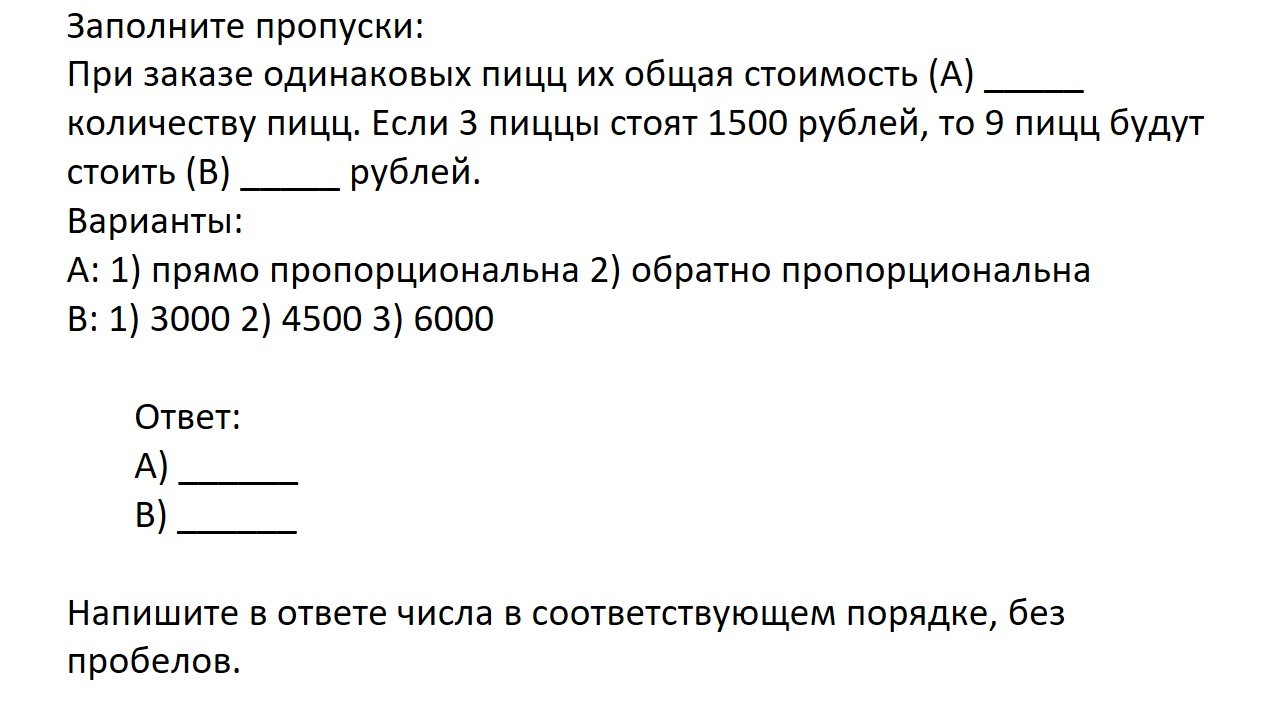 Заполните пропуски:
При заказе одинаковых пицц их общая стоимость (А) _____
количеству пицц. Если 3 пиццы стоят 1500 рублей, то 9 пицц будут
стоить (В) _____ рублей.
Варианты:
А: 1) прямо пропорциональна 2) обратно пропорциональна
В: 1) 3000 2) 4500 3) 6000
Ответ:
А) ______
В) ______
Напишите в ответе числа в соответствующем порядке, без
пробелов.